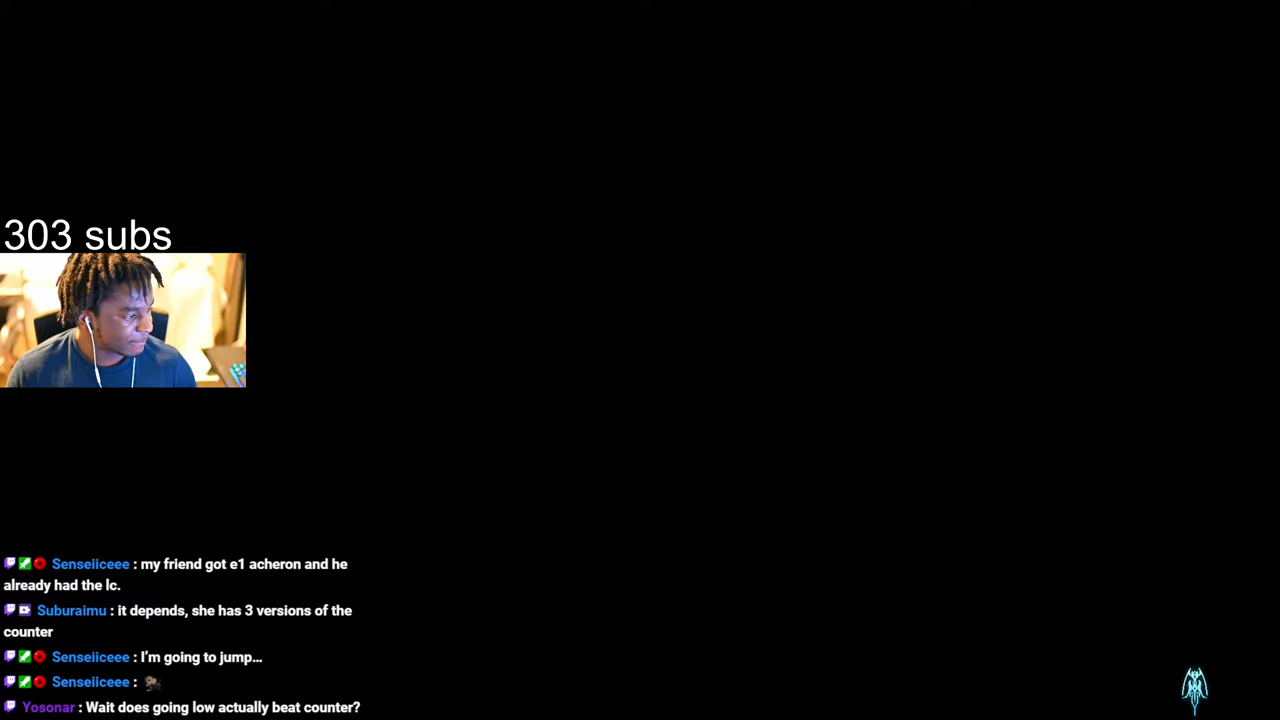 303 subs
Senseiiceee : my friend got e1 acheron and he
already had the lc.
Suburaimu : it depends, she has 3 versions of the
counter
Senseiiceee : I'm going to jump...
Senseiiceee :
Yosonar : Wait does going low actually beat counter?